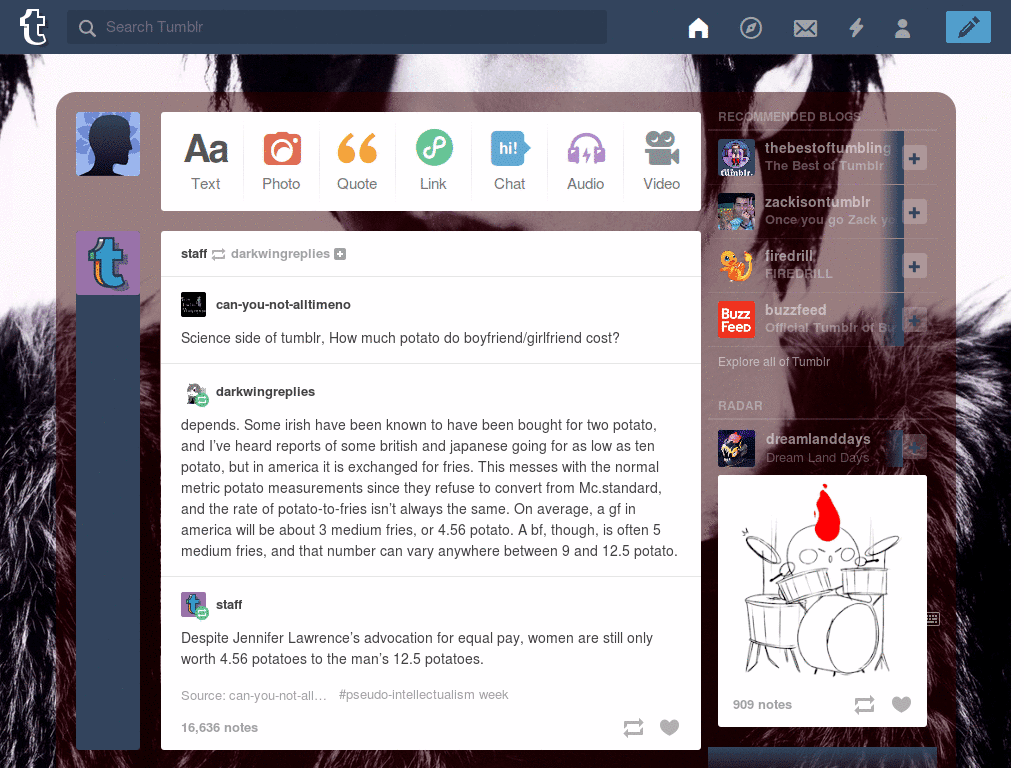 Search Tumblr
Aa
hi!
Text
Photo
Quote
Link
Chat
Audio
Video
staff darkwingreplies
can-you-not-alltimeno
Science side of tumblr, How much potato do boyfriend/girlfriend cost?
darkwingreplies
depends. Some irish have been known to have been bought for two potato,
and I’ve heard reports of some british and japanese going for as low as ten
potato, but in america it is exchanged for fries. This messes with the normal
metric potato measurements since they refuse to convert from Mc.standard,
and the rate of potato-to-fries isn’t always the same. On average, a gf in
america will be about 3 medium fries, or 4.56 potato. A bf, though, is often 5
medium fries, and that number can vary anywhere between 9 and 12.5 potato.
staff
Despite Jennifer Lawrence’s advocation for equal pay, women are still only
worth 4.56 potatoes to the man’s 12.5 potatoes.
Source: can-you-not-all… #pseudo-intellectualism week
16,636 notes
RECOMMENDED BLOGS
thebestoftumbling
The Best of Tumblr
zackisontumblr
Once you go Zack yo
firedrill
FIREDRILL
buzzfeed
Official Tumblr of Bu
BuzZ
FeeD
Explore all of Tumblr
RADAR
dreamlanddays
Dream Land Days
909 notes